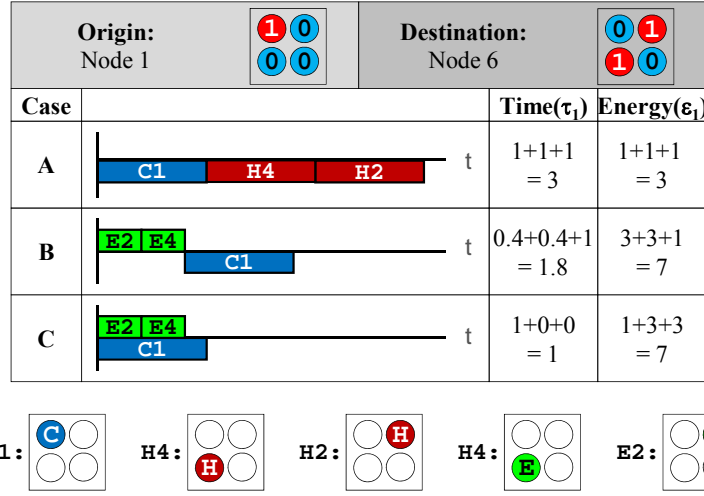 Origin:
Node 1
1 0
0 0
Destination:
Node 6
0 1
1 0
Case
Time(τ₁)
Energy(ε₁)
A
C1 H4 H2
t
1+1+1
= 3
1+1+1
= 3
B
E2 E4
C1
t
0.4+0.4+1
= 1.8
3+3+1
= 7
C
E2 E4
C1
t
1+0+0
= 1
1+3+3
= 7
1: C
H4: H
H2: H
H4: E
E2: